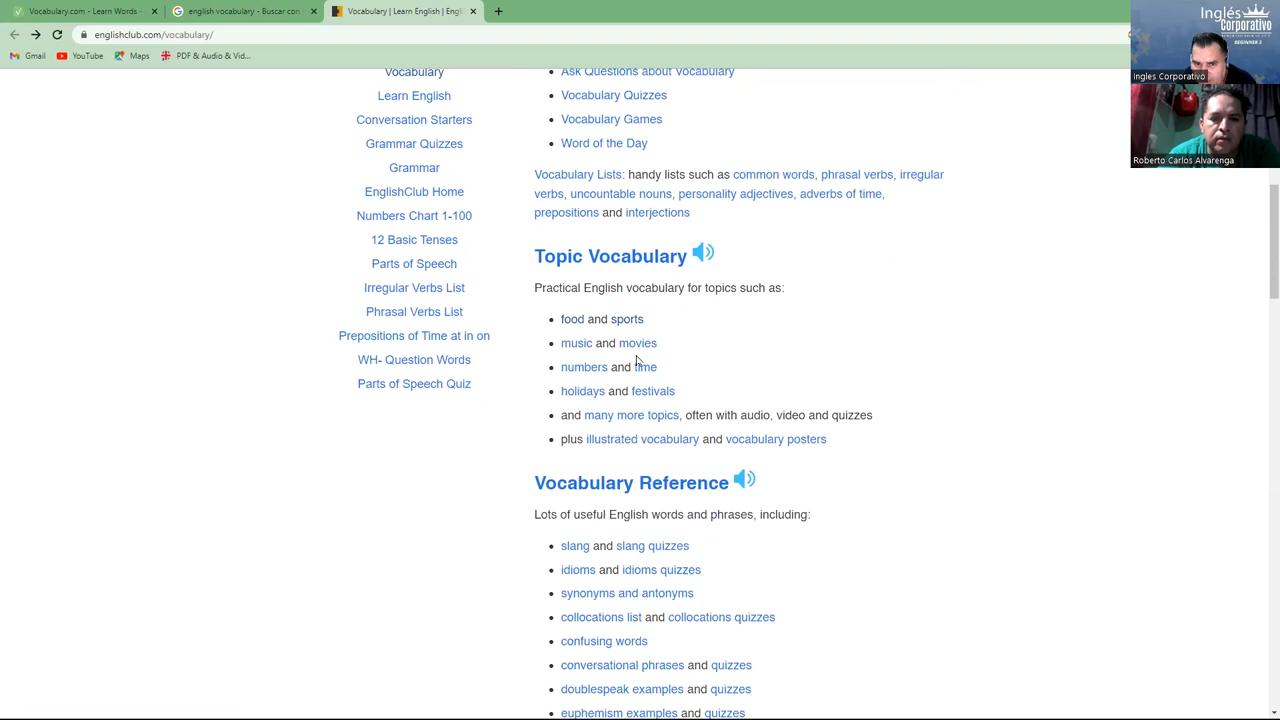 Vocabulary.com - Learn Words -
english vocabulary - Buscar con
Vocabulary | Learn English | Engl
englishclub.com/vocabulary/
Gmail
YouTube
Maps
PDF & Audio & Vid...
Inglés
Corporativo
BEGINNER 2
Ingles Corporativo
Roberto Carlos Alvarenga
Vocabulary
Learn English
Conversation Starters
Grammar Quizzes
Grammar
EnglishClub Home
Numbers Chart 1-100
12 Basic Tenses
Parts of Speech
Irregular Verbs List
Phrasal Verbs List
Prepositions of Time at in on
WH- Question Words
Parts of Speech Quiz
Ask Questions about Vocabulary
Vocabulary Quizzes
Vocabulary Games
Word of the Day
Vocabulary Lists: handy lists such as common words, phrasal verbs, irregular
verbs, uncountable nouns, personality adjectives, adverbs of time,
prepositions and interjections
Topic Vocabulary
Practical English vocabulary for topics such as:
food and sports
music and movies
numbers and time
holidays and festivals
and many more topics, often with audio, video and quizzes
plus illustrated vocabulary and vocabulary posters
Vocabulary Reference
Lots of useful English words and phrases, including:
slang and slang quizzes
idioms and idioms quizzes
synonyms and antonyms
collocations list and collocations quizzes
confusing words
conversational phrases and quizzes
doublespeak examples and quizzes
euphemism examples and quizzes